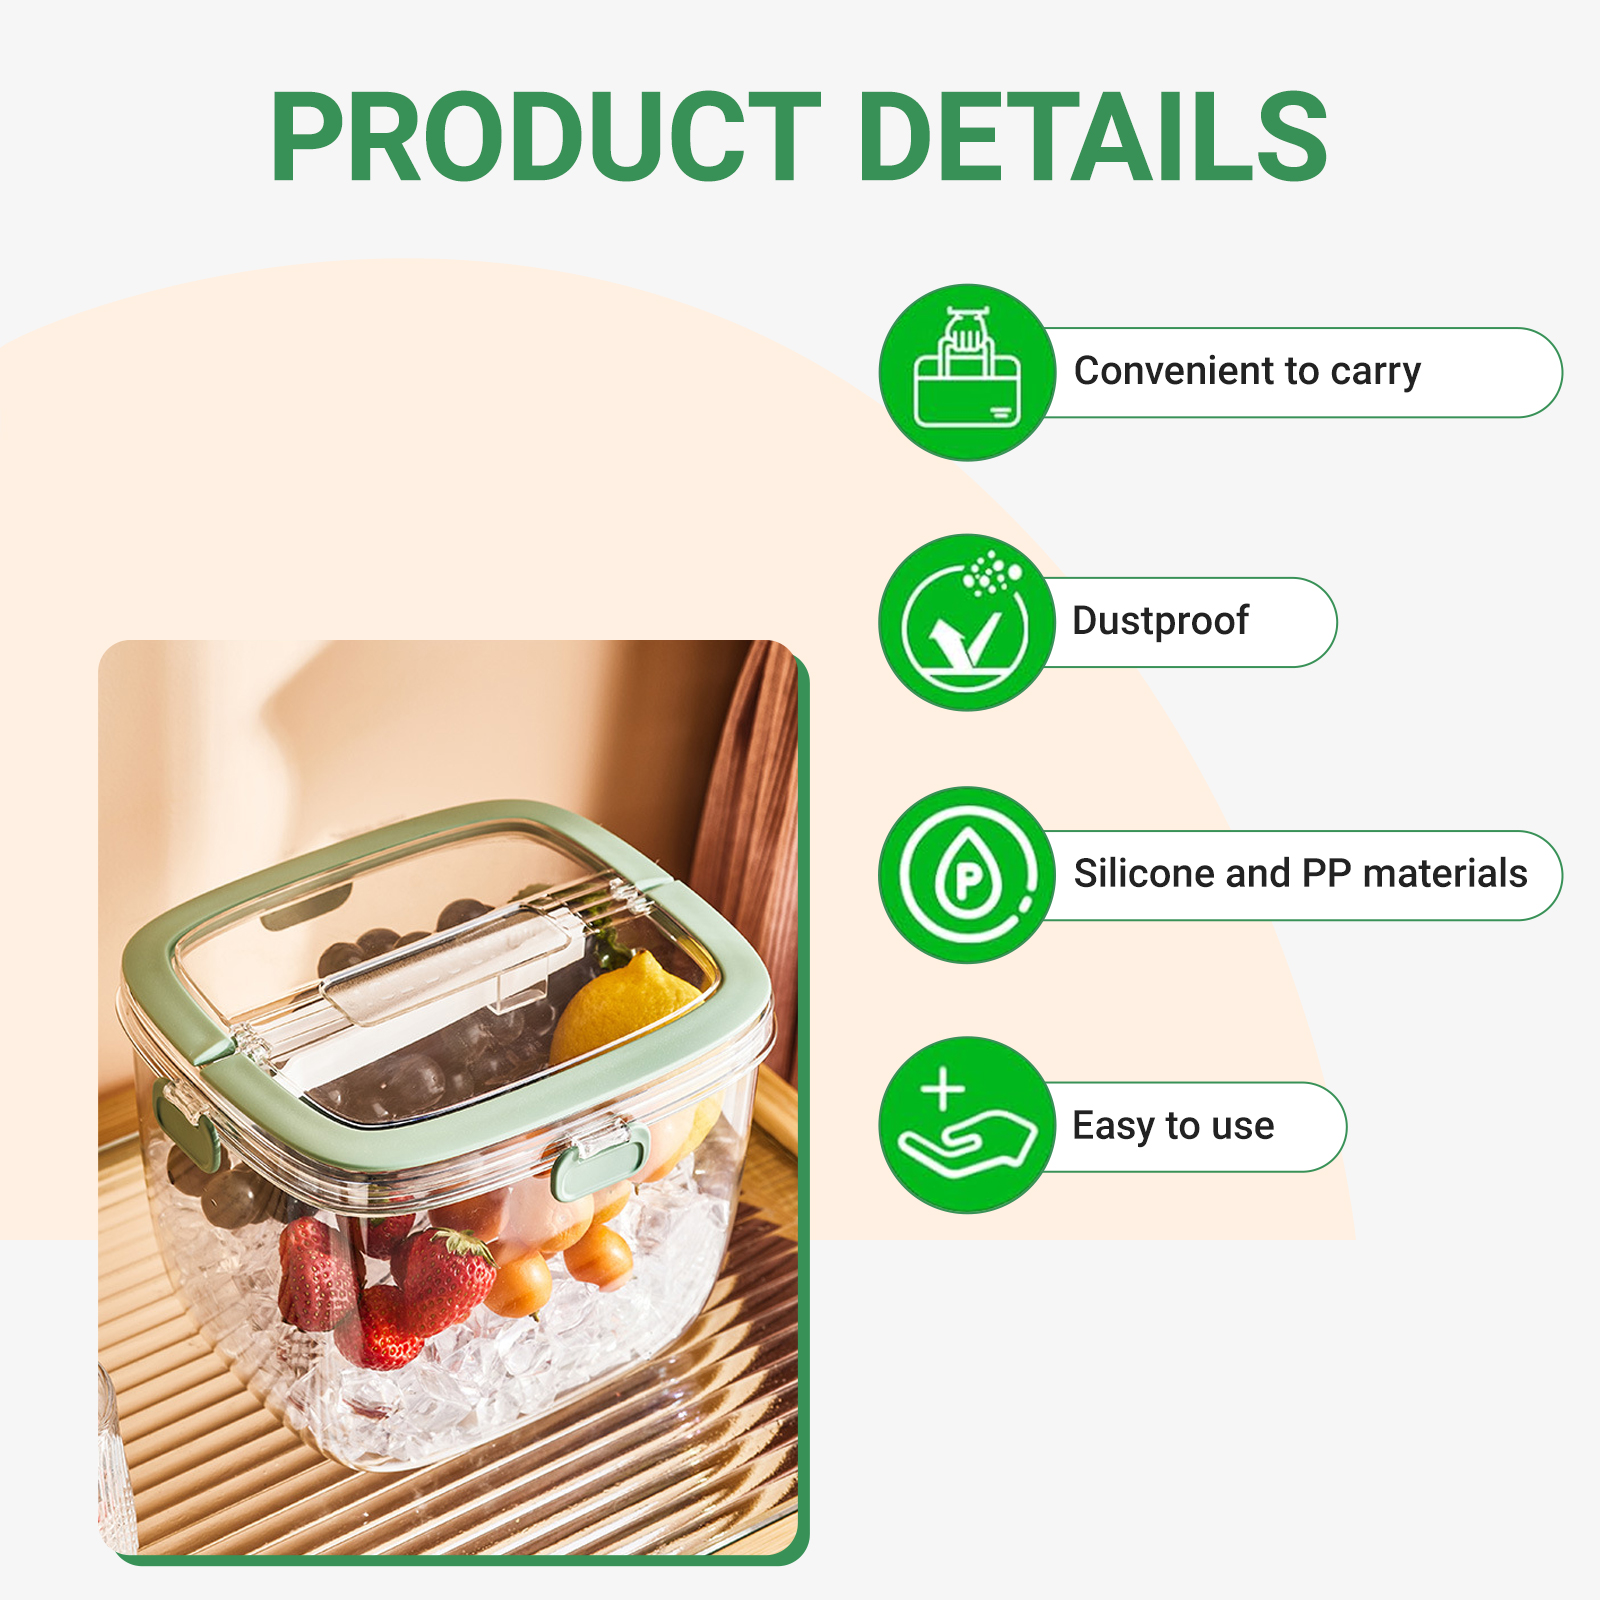 PRODUCT DETAILS
Convenient to carry
Dustproof
P
Silicone and PP materials
Easy to use